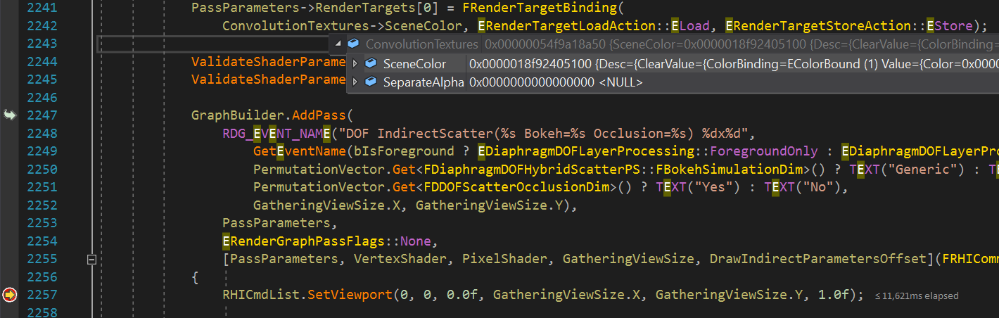 2241 PassParameters->RenderTargets[0] = FRenderTargetBinding(
2242 ConvolutionTextures->SceneColor, ERenderTargetLoadAction::ELoad, ERenderTargetStoreAction::EStore);
2243 ConvolutionTextures 0x00000054f9a18a50 {SceneColor=0x0000018f92405100 {Desc={ClearValue={ColorBinding=
2244 ValidateShaderParame SceneColor 0x0000018f92405100 {Desc={ClearValue={ColorBinding=EColorBound (1) Value={Color=0x0000
2245 ValidateShaderParame SeparateAlpha 0x0000000000000000 <NULL>
2246
2247 GraphBuilder.AddPass(
2248 RDG_EVENT_NAME("DOF IndirectScatter(%s Bokeh=%s Occlusion=%s) %dx%d",
2249 GetEventName(bIsForeground ? EDiaphragmDOFLayerProcessing::ForegroundOnly : EDiaphragmDOFLayerPro
2250 PermutationVector.Get<FDiaphragmDOFHybridScatterPS::FBokehSimulationDim>() ? TEXT("Generic") : TE
2251 PermutationVector.Get<FDDOFScatterOcclusionDim>() ? TEXT("Yes") : TEXT("No"),
2252 GatheringViewSize.X, GatheringViewSize.Y),
2253 PassParameters,
2254 ERenderGraphPassFlags::None,
2255 [PassParameters, VertexShader, PixelShader, GatheringViewSize, DrawIndirectParametersOffset](FRHIComm
2256 {
2257 RHICmdList.SetViewport(0, 0, 0.0f, GatheringViewSize.X, GatheringViewSize.Y, 1.0f); ≤11,621ms elapsed
2258